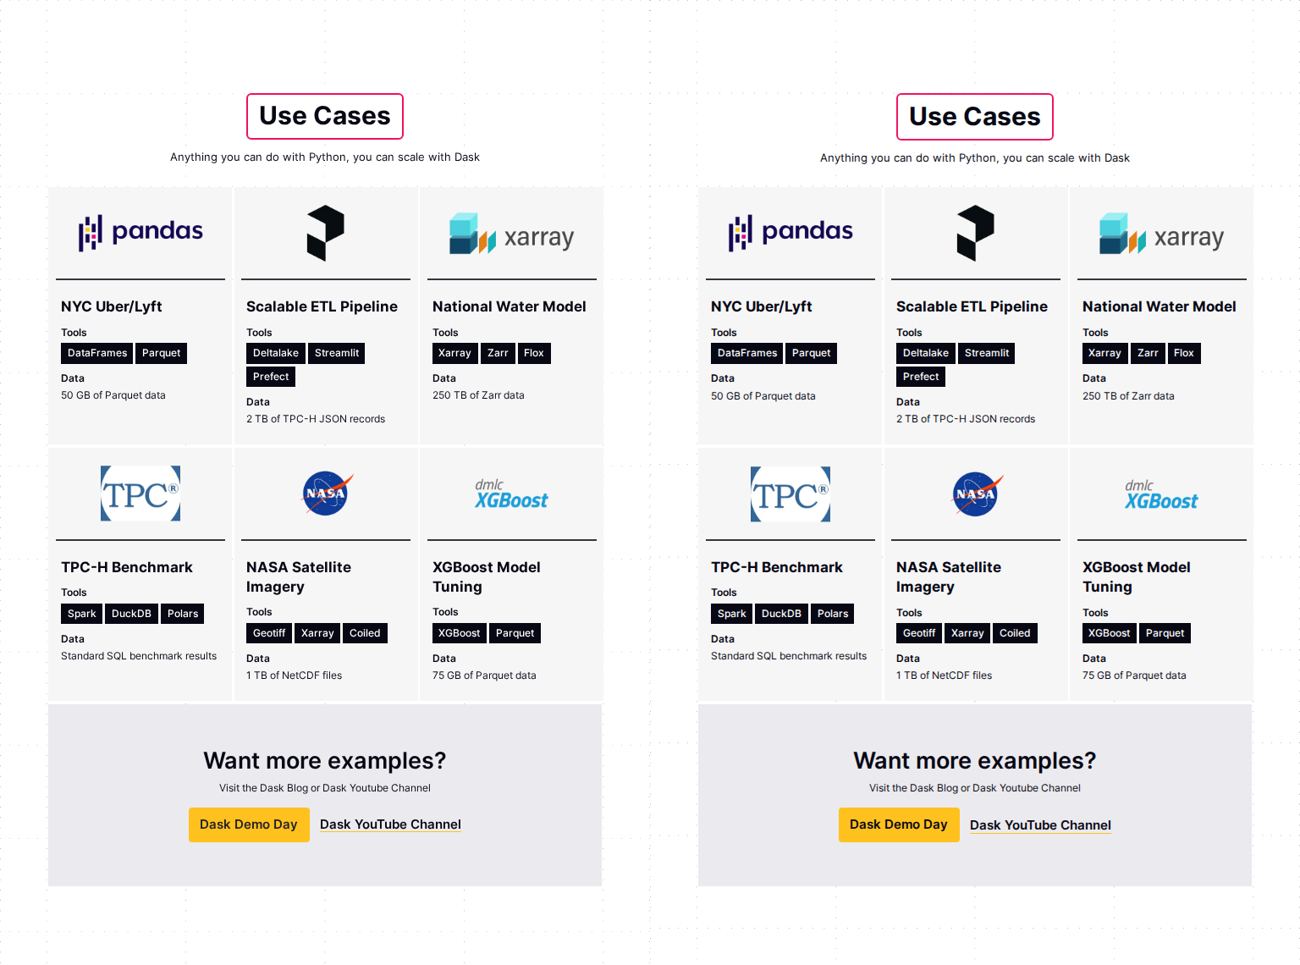 Use Cases
Anything you can do with Python, you can scale with Dask
pandas
xarray
NYC Uber/Lyft
Tools
DataFrames Parquet
Data
50 GB of Parquet data
Scalable ETL Pipeline
Tools
Deltalake Streamlit
Prefect
Data
2 TB of TPC-H JSON records
National Water Model
Tools
Xarray Zarr Flox
Data
250 TB of Zarr data
TPC®
NASA
dmlc
XGBoost
TPC-H Benchmark
Tools
Spark DuckDB Polars
Data
Standard SQL benchmark results
NASA Satellite
Imagery
Tools
Geotiff Xarray Coiled
Data
1 TB of NetCDF files
XGBoost Model
Tuning
Tools
XGBoost Parquet
Data
75 GB of Parquet data
Want more examples?
Visit the Dask Blog or Dask Youtube Channel
Dask Demo Day Dask YouTube Channel
Use Cases
Anything you can do with Python, you can scale with Dask
pandas
xarray
NYC Uber/Lyft
Tools
DataFrames Parquet
Data
50 GB of Parquet data
Scalable ETL Pipeline
Tools
Deltalake Streamlit
Prefect
Data
2 TB of TPC-H JSON records
National Water Model
Tools
Xarray Zarr Flox
Data
250 TB of Zarr data
TPC®
NASA
dmlc
XGBoost
TPC-H Benchmark
Tools
Spark DuckDB Polars
Data
Standard SQL benchmark results
NASA Satellite
Imagery
Tools
Geotiff Xarray Coiled
Data
1 TB of NetCDF files
XGBoost Model
Tuning
Tools
XGBoost Parquet
Data
75 GB of Parquet data
Want more examples?
Visit the Dask Blog or Dask Youtube Channel
Dask Demo Day Dask YouTube Channel